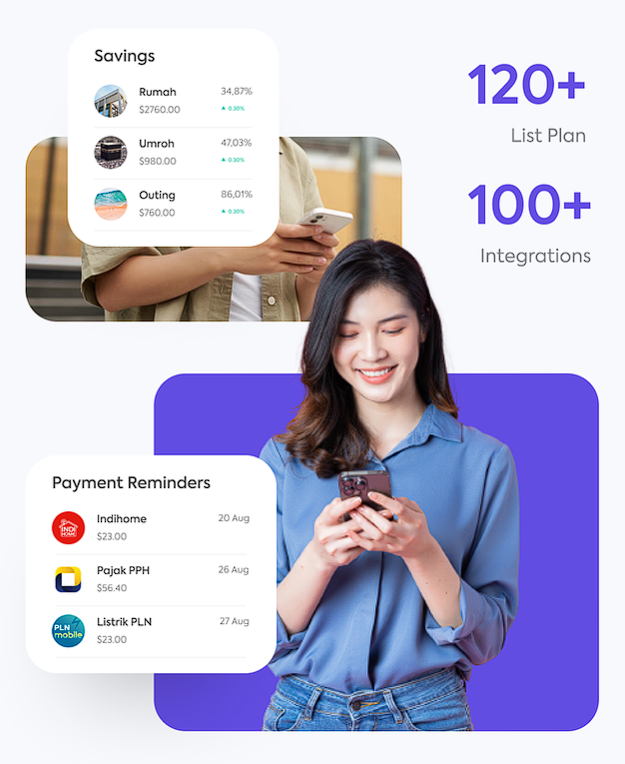 Savings
Rumah
34,87%
$2760.00
▲ 0.30%
Umroh
47,03%
$980.00
▲ 0.30%
Outing
86,01%
$760.00
▲ 0.30%
120+
List Plan
100+
Integrations
Payment Reminders
Indihome
20 Aug
$23.00
INDI
HOME
Pajak PPH
26 Aug
$56.40
Listrik PLN
27 Aug
$23.00
PLN
mobile